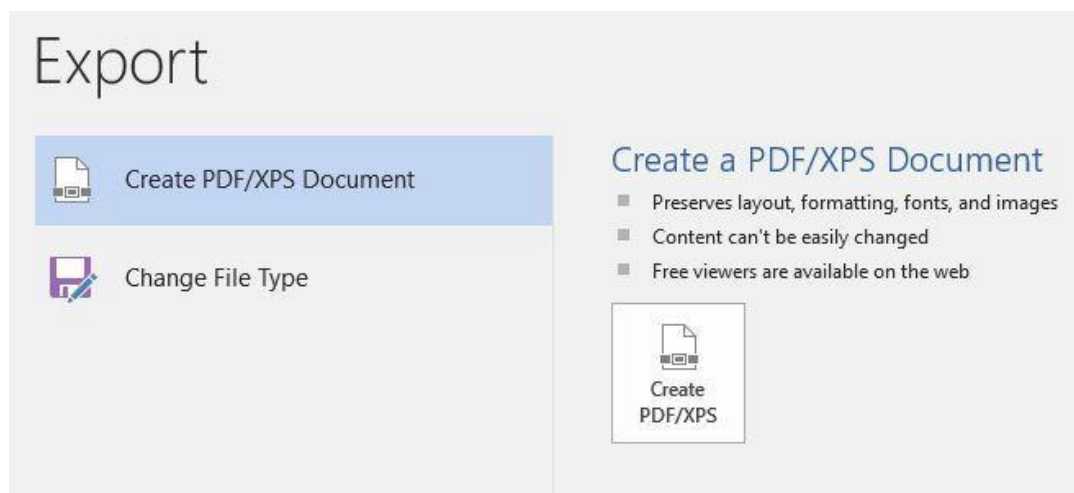 Export
Create PDF/XPS Document
Change File Type
Create a PDF/XPS Document
Preserves layout, formatting, fonts, and images
Content can't be easily changed
Free viewers are available on the web
Create
PDF/XPS